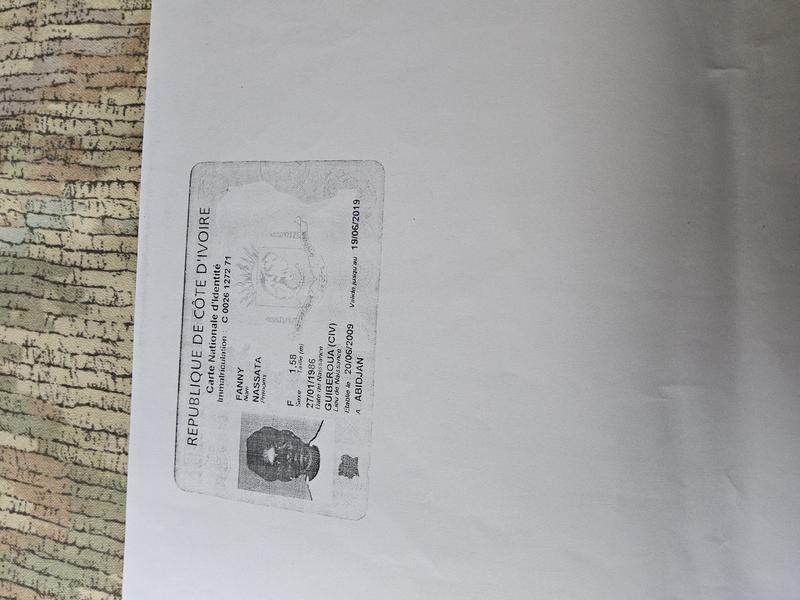 REPUBLIQUE DE CÔTE D'IVOIRE
Carte Nationale d'Identité
Immatriculation : C 0026 1272 71
FANNY
Nom
NASSATA
Prénoms
F 1,58
Sexe Taille (m)
27/01/1986
Date de Naissance
GUIBEROUA (CIV)
Lieu de Naissance
Etablie le 20/06/2009 Valide jusqu'au 19/06/2019
A ABIDJAN